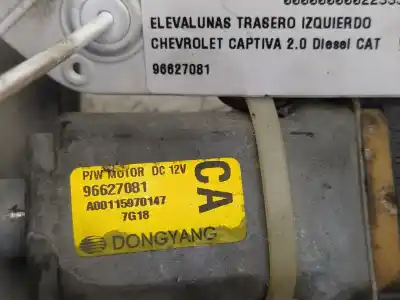 ELEVALUNAS TRASERO IZQUIERDO
CHEVROLET CAPTIVA 2.0 Diesel CAT
96627081
P/W MOTOR DC 12V
96627081
A00115970147
7G18
CA
DONGYANG